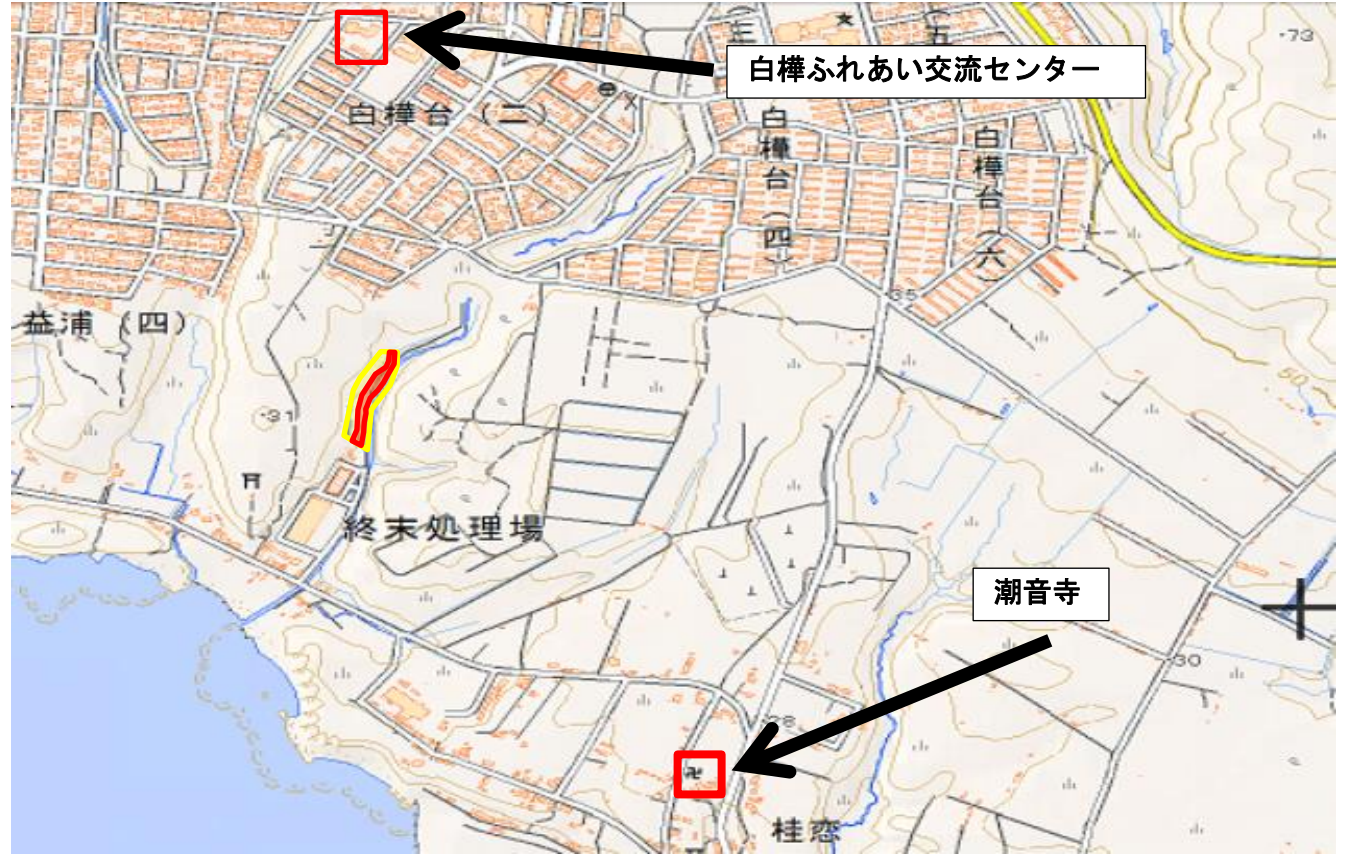 (三)
(五)
・73
白樺ふれあい交流センター
白樺台(二)
白樺台(四)
白樺台(六)
35
益浦(四)
・31
50
終末処理場
潮音寺
・30
・28
桂恋